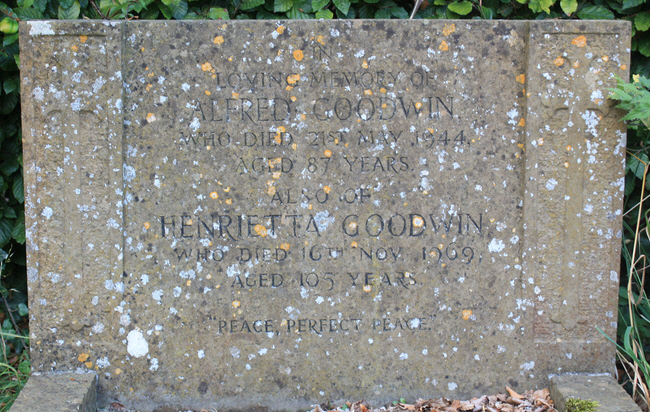 IN
LOVING MEMORY OF
ALFRED GOODWIN
WHO DIED 21ST MAY 1944,
AGED 87 YEARS.
ALSO OF
HENRIETTA GOODWIN
WHO DIED 16TH NOV. 1969,
AGED 105 YEARS.
"PEACE, PERFECT PEACE."